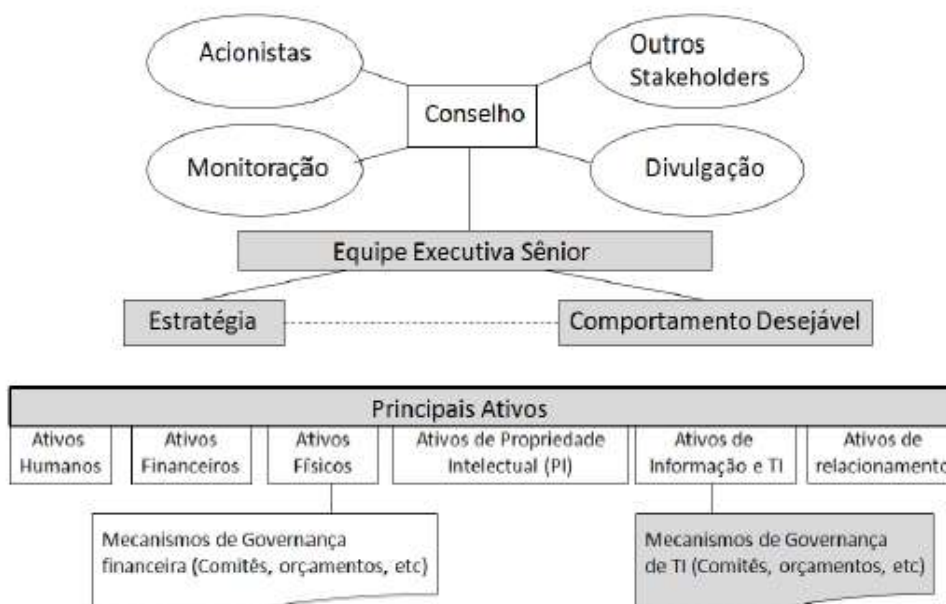 Acionistas
Outros
Stakeholders
Conselho
Monitoração
Divulgação
Equipe Executiva Sênior
Estratégia
Comportamento Desejável
Principais Ativos
Ativos
Humanos
Ativos
Financeiros
Ativos
Físicos
Ativos de Propriedade
Intelectual (PI)
Ativos de
Informação e TI
Ativos de
relacionamento
Mecanismos de Governança
financeira (Comitês, orçamentos, etc)
Mecanismos de Governança
de TI (Comitês, orçamentos, etc)